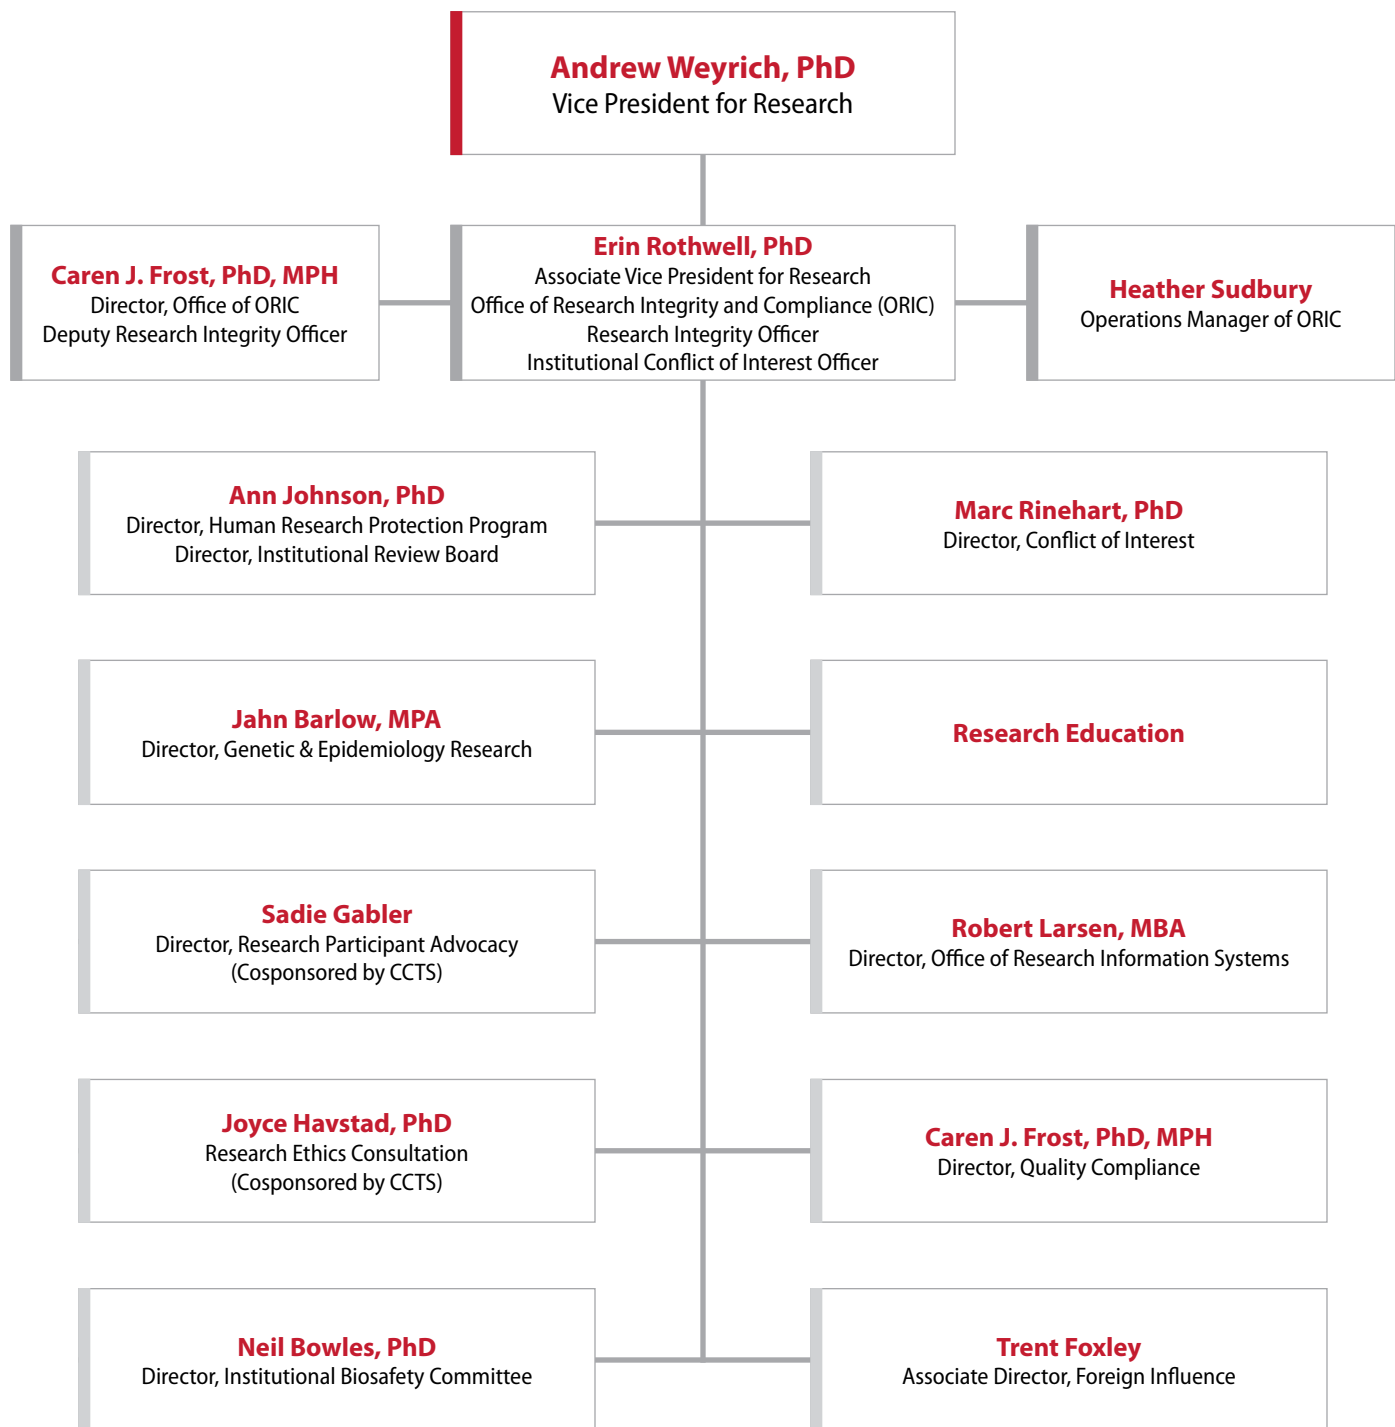 Andrew Weyrich, PhD
Vice President for Research
Caren J. Frost, PhD, MPH
Director, Office of ORIC
Deputy Research Integrity Officer
Erin Rothwell, PhD
Associate Vice President for Research
Office of Research Integrity and Compliance (ORIC)
Research Integrity Officer
Institutional Conflict of Interest Officer
Heather Sudbury
Operations Manager of ORIC
Ann Johnson, PhD
Director, Human Research Protection Program
Director, Institutional Review Board
Marc Rinehart, PhD
Director, Conflict of Interest
Jahn Barlow, MPA
Director, Genetic & Epidemiology Research
Research Education
Sadie Gabler
Director, Research Participant Advocacy
(Cosponsored by CCTS)
Robert Larsen, MBA
Director, Office of Research Information Systems
Joyce Havstad, PhD
Research Ethics Consultation
(Cosponsored by CCTS)
Caren J. Frost, PhD, MPH
Director, Quality Compliance
Neil Bowles, PhD
Director, Institutional Biosafety Committee
Trent Foxley
Associate Director, Foreign Influence